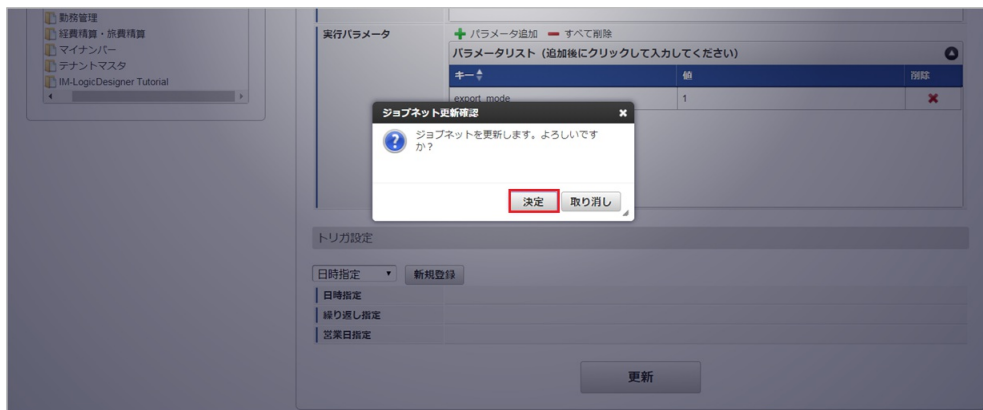 勤務管理
経費精算・旅費精算
マイナンバー
テナントマスタ
IM-LogicDesigner Tutorial
実行パラメータ
パラメータ追加 すべて削除
パラメータリスト（追加後にクリックして入力してください）
キー 値 削除
export_mode 1
ジョブネット更新確認
ジョブネットを更新します。よろしいです
か？
決定 取り消し
トリガ設定
日時指定 新規登録
日時指定
繰り返し指定
営業日指定
更新